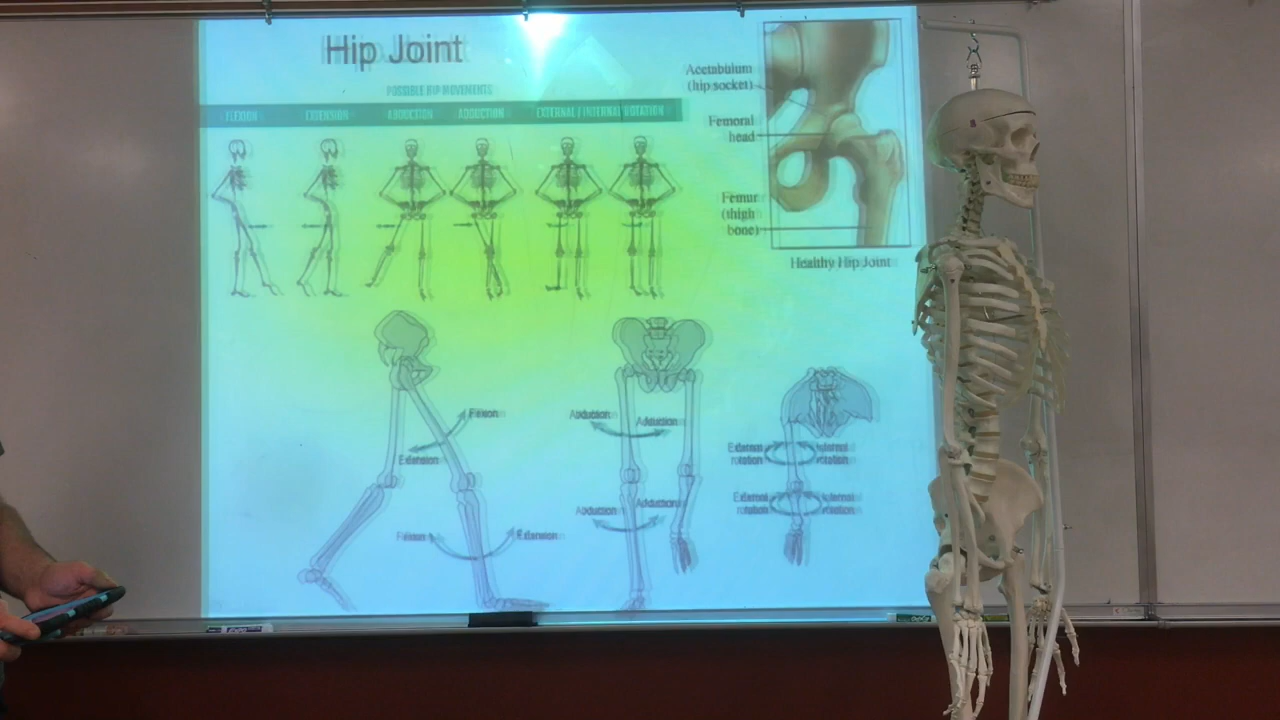 Hip Joint
POSSIBLE HIP MOVEMENTS
FLEXION EXTENSION ABDUCTION ADDUCTION EXTERNAL / INTERNAL ROTATION
Acetabulum
(hip socket)
Femoral
head
Femur
(thigh
bone)
Healthy Hip Joint
Flexion
Extension
Flexion
Extension
Abduction
Adduction
Abduction
Adduction
External
rotation
Internal
rotation
External
rotation
Internal
rotation